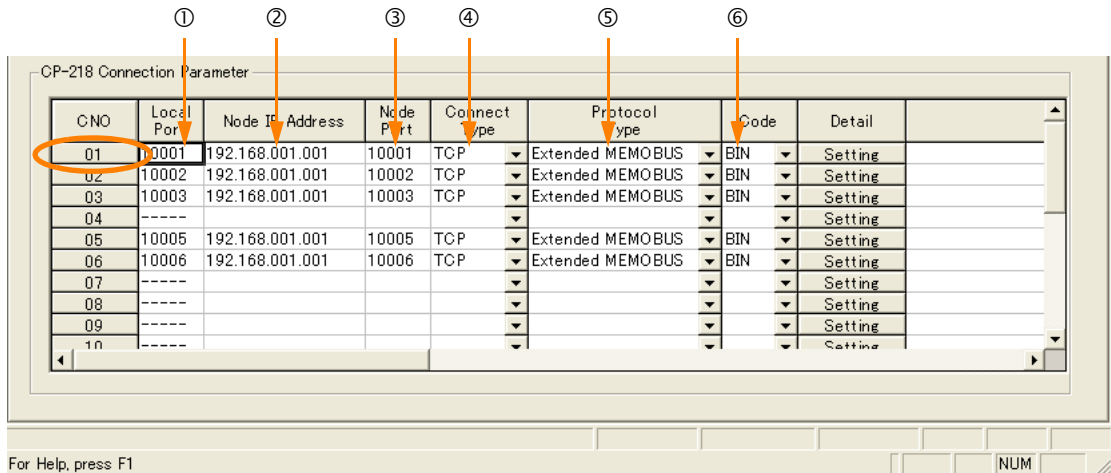 ① ② ③ ④ ⑤ ⑥
CP-218 Connection Parameter
CNO Local Port Node IP Address Node Port Connect Type Protocol Type Code Detail
01 10001 192.168.001.001 10001 TCP Extended MEMOBUS BIN Setting
02 10002 192.168.001.001 10002 TCP Extended MEMOBUS BIN Setting
03 10003 192.168.001.001 10003 TCP Extended MEMOBUS BIN Setting
04 ----- Setting
05 10005 192.168.001.001 10005 TCP Extended MEMOBUS BIN Setting
06 10006 192.168.001.001 10006 TCP Extended MEMOBUS BIN Setting
07 ----- Setting
08 ----- Setting
09 ----- Setting
10 ----- Setting
For Help, press F1 NUM